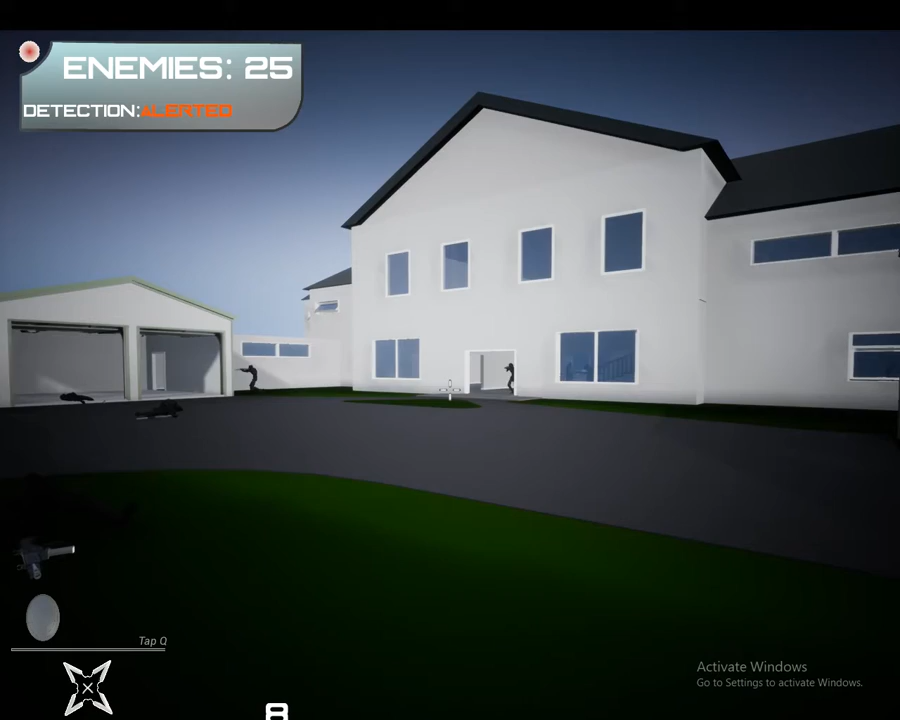 ENEMIES: 25
DETECTION:ALERTED
Tap Q
Activate Windows
Go to Settings to activate Windows.
8